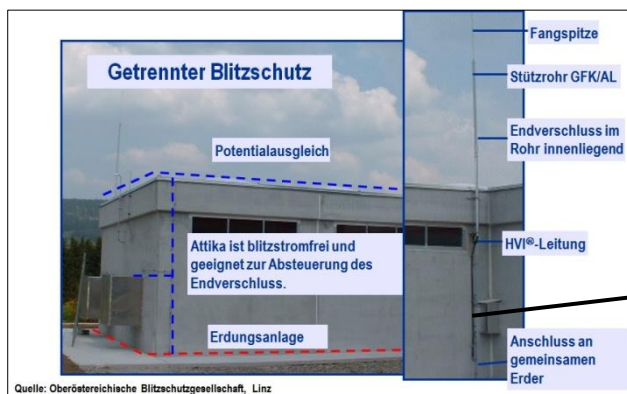 Getrennter Blitzschutz
Potentialausgleich
Attika ist blitzstromfrei und
geeignet zur Absteuerung des
Endverschluss.
Erdungsanlage
Fangspitze
Stützrohr GFK/AL
Endverschluss im
Rohr innenliegend
HVI®-Leitung
Anschluss an
gemeinsamen
Erder
Quelle: Oberöstereichische Blitzschutzgesellschaft, Linz